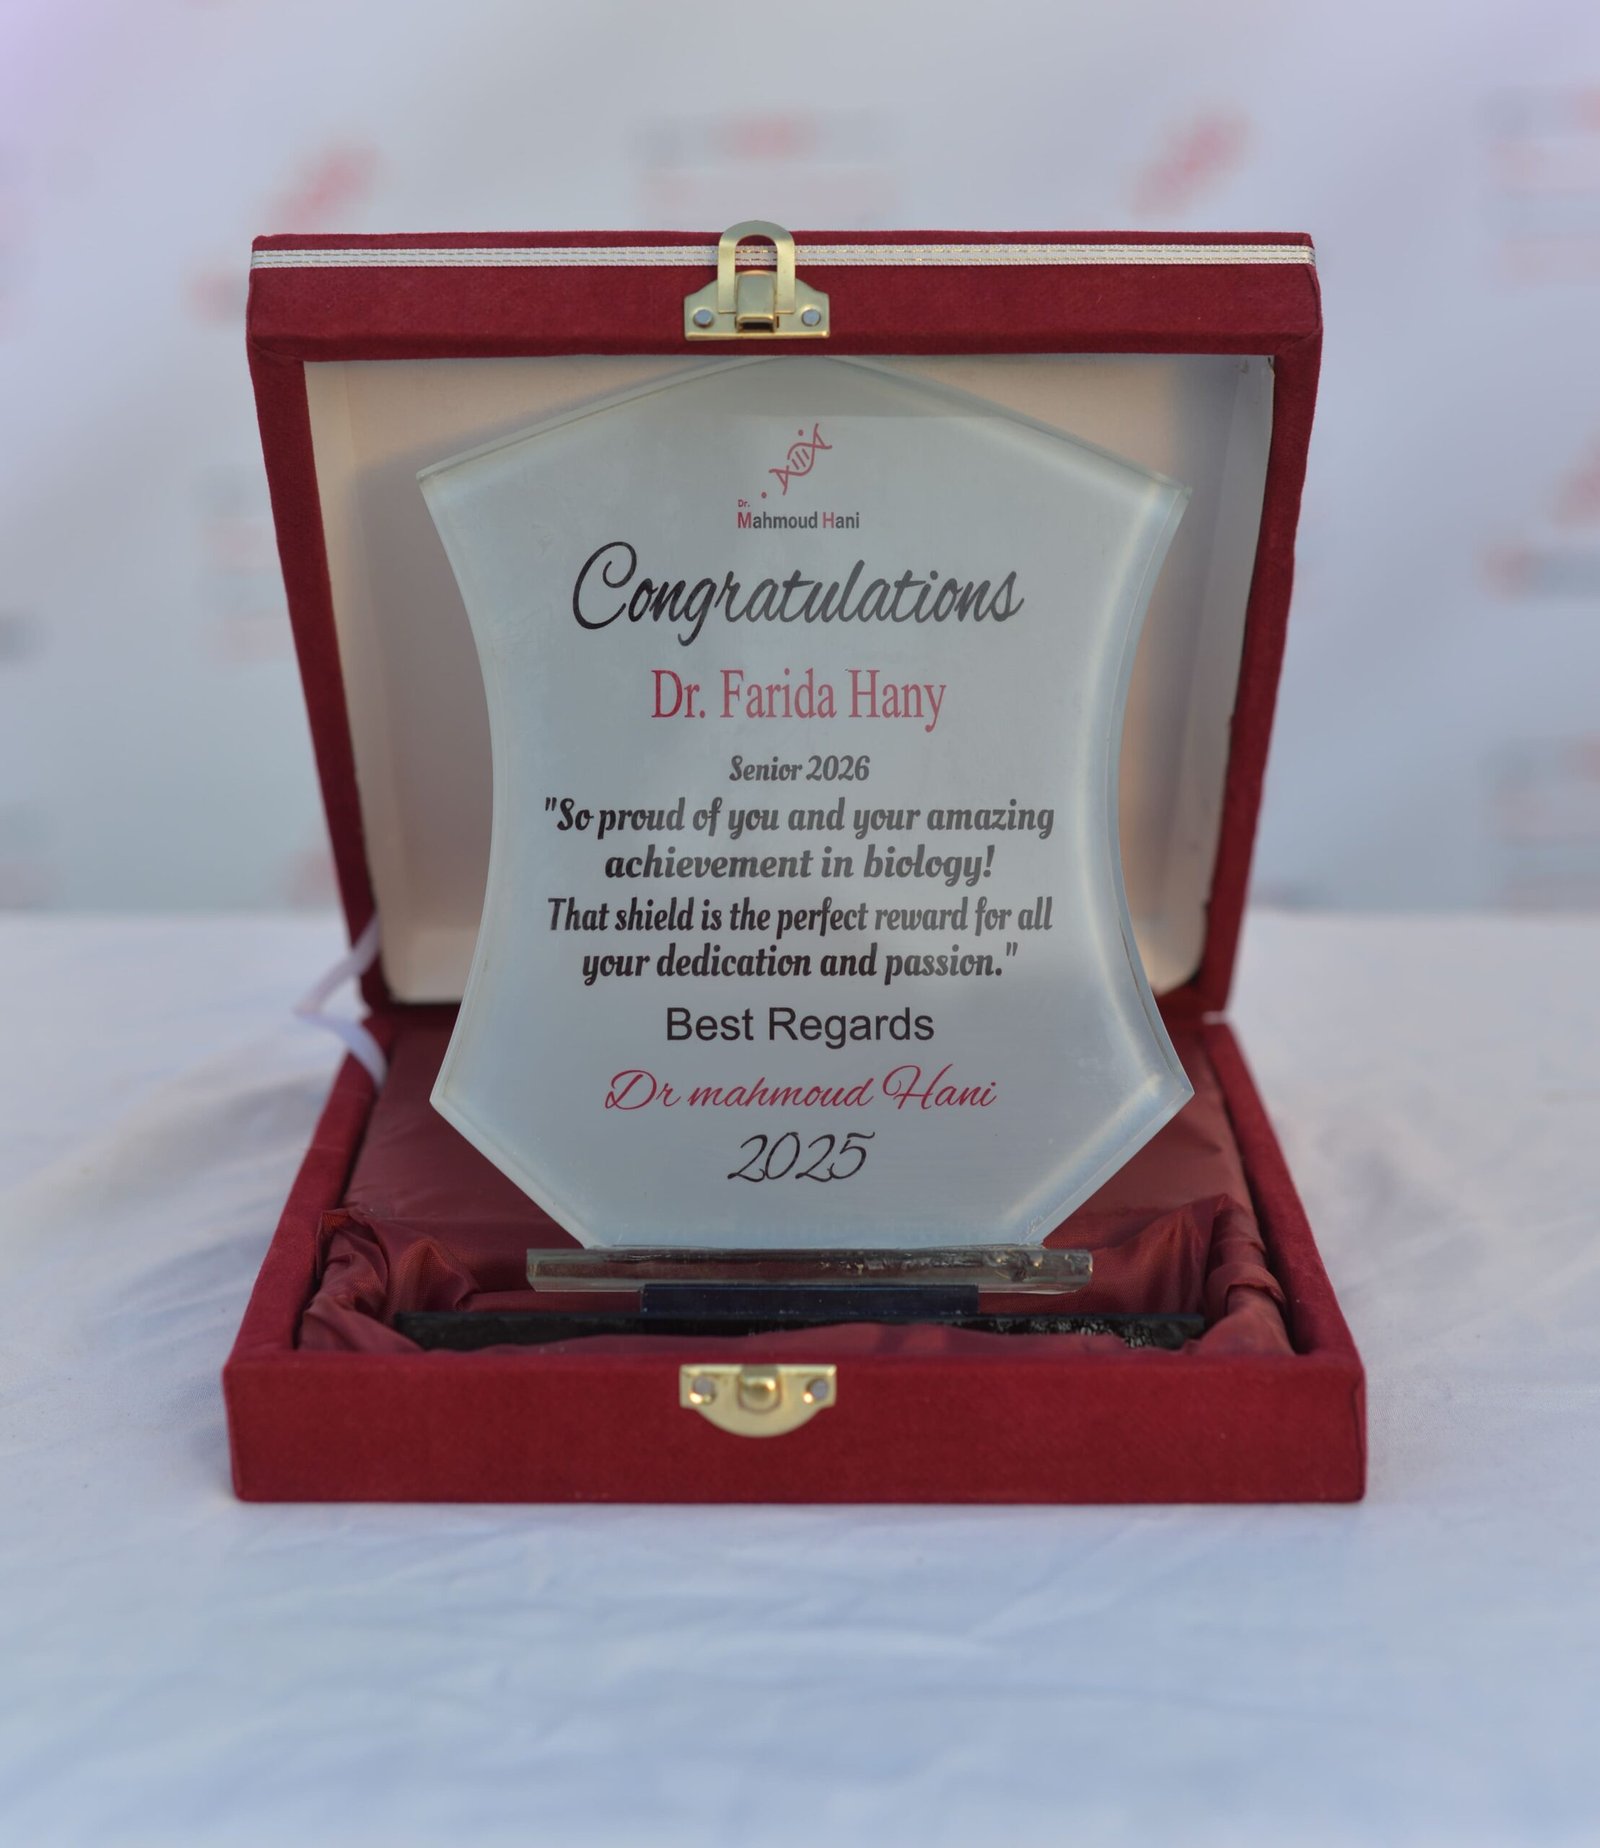 Dr.
Mahmoud Hani
Congratulations
Dr. Farida Hany
Senior 2026
"So proud of you and your amazing
achievement in biology!
That shield is the perfect reward for all
your dedication and passion."
Best Regards
Dr mahmoud Hani
2025